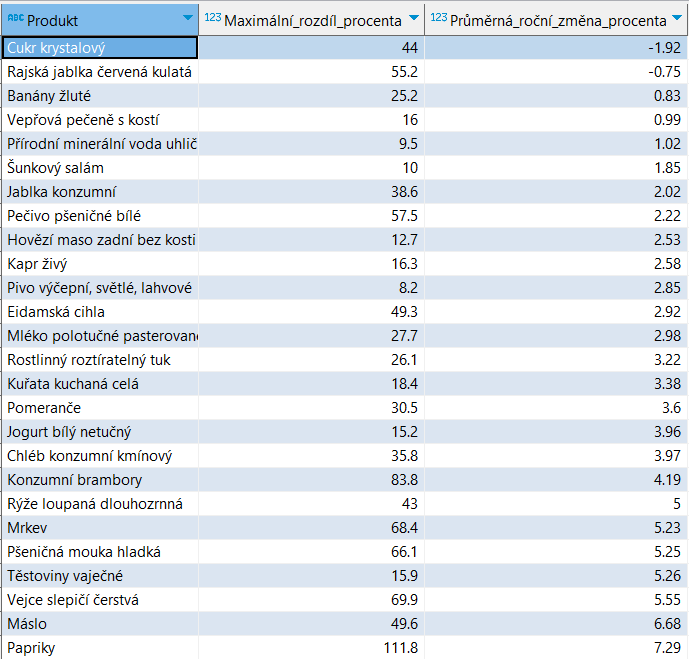 ABC Produkt 123 Maximální_rozdíl_procenta 123 Průměrná_roční_změna_procenta
Cukr krystalový 44 -1.92
Rajská jablka červená kulatá 55.2 -0.75
Banány žluté 25.2 0.83
Vepřová pečeně s kostí 16 0.99
Přírodní minerální voda uhlič 9.5 1.02
Šunkový salám 10 1.85
Jablka konzumní 38.6 2.02
Pečivo pšeničné bílé 57.5 2.22
Hovězí maso zadní bez kosti 12.7 2.53
Kapr živý 16.3 2.58
Pivo výčepní, světlé, lahvové 8.2 2.85
Eidamská cihla 49.3 2.92
Mléko polotučné pasterované 27.7 2.98
Rostlinný roztíratelný tuk 26.1 3.22
Kuřata kuchaná celá 18.4 3.38
Pomeranče 30.5 3.6
Jogurt bílý netučný 15.2 3.96
Chléb konzumní kmínový 35.8 3.97
Konzumní brambory 83.8 4.19
Rýže loupaná dlouhozrnná 43 5
Mrkev 68.4 5.23
Pšeničná mouka hladká 66.1 5.25
Těstoviny vaječné 15.9 5.26
Vejce slepičí čerstvá 69.9 5.55
Máslo 49.6 6.68
Papriky 111.8 7.29